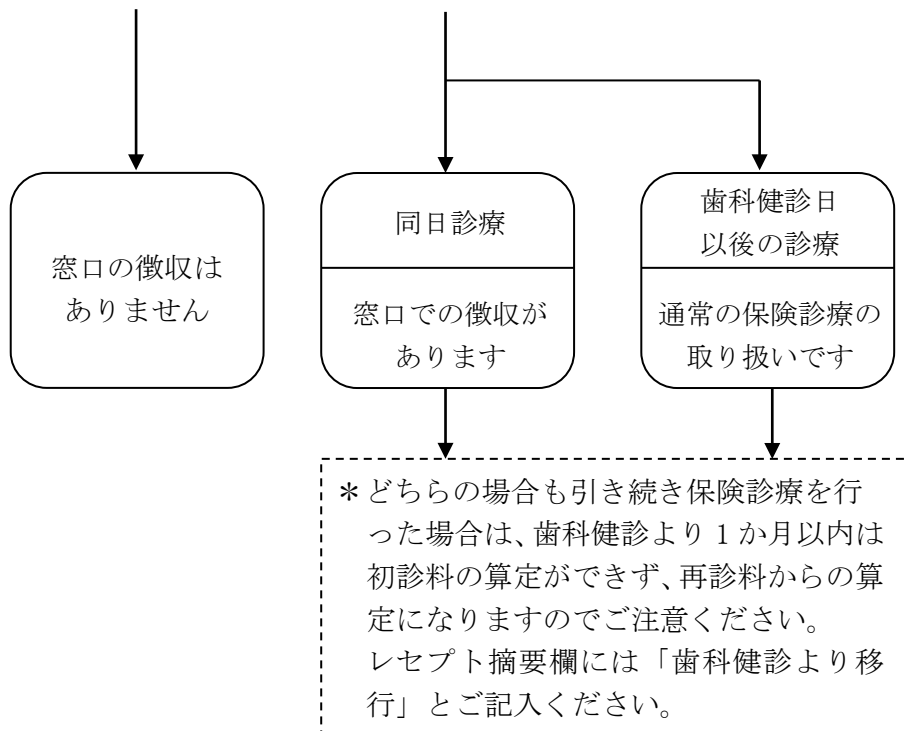 窓口の徴収は
ありません
同日診療
窓口での徴収が
あります
歯科健診日
以後の診療
通常の保険診療の
取り扱いです
＊どちらの場合も引き続き保険診療を行
った場合は、歯科健診より１か月以内は
初診料の算定ができず、再診料からの算
定になりますのでご注意ください。
レセプト摘要欄には「歯科健診より移
行」とご記入ください。